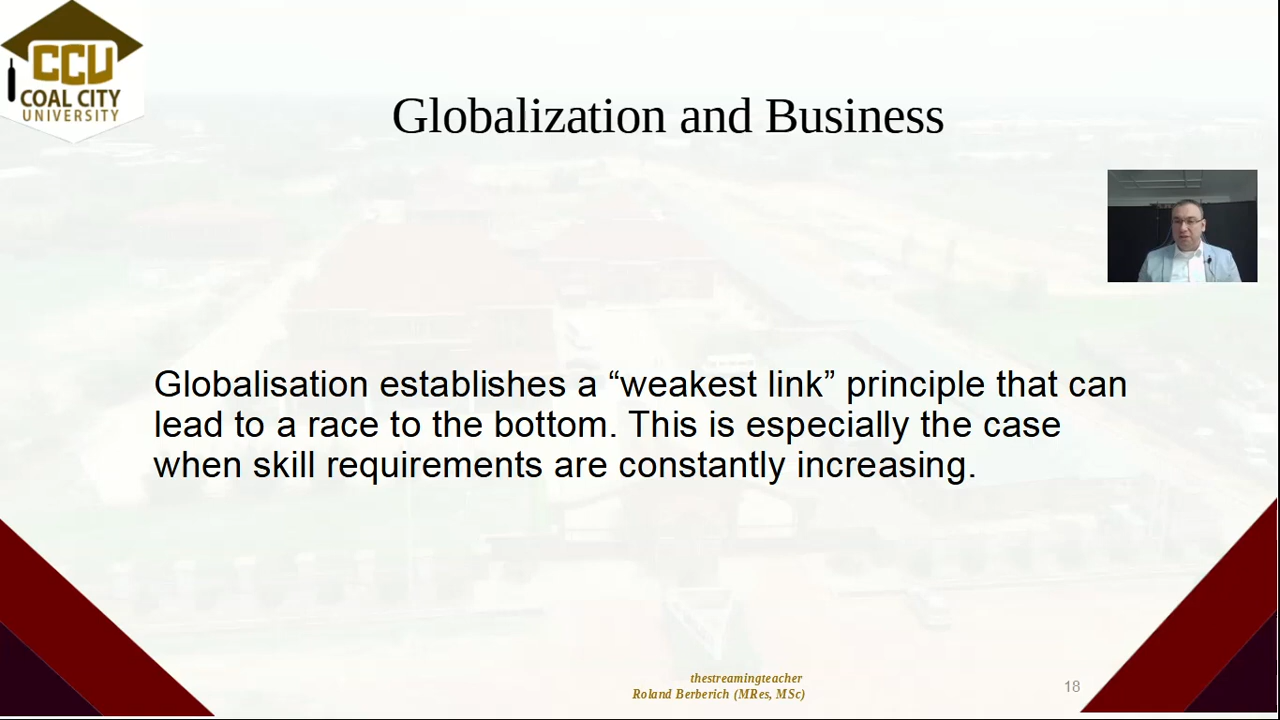 CCU
COAL CITY
UNIVERSITY
Globalization and Business
Globalisation establishes a “weakest link” principle that can
lead to a race to the bottom. This is especially the case
when skill requirements are constantly increasing.
thestreamingteacher
Roland Berberich (MRes, MSc)
18